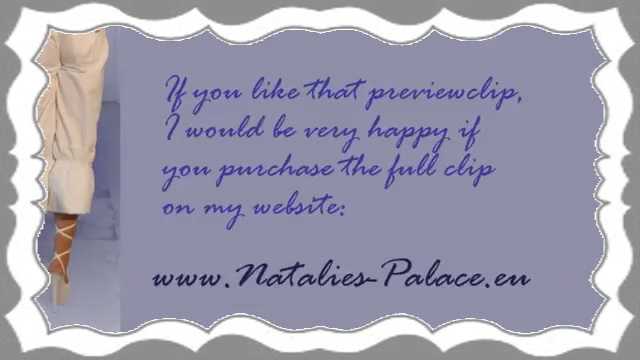 If you like that previewclip,
I would be very happy if
you purchase the full clip
on my website:
www.Natalies-Palace.eu